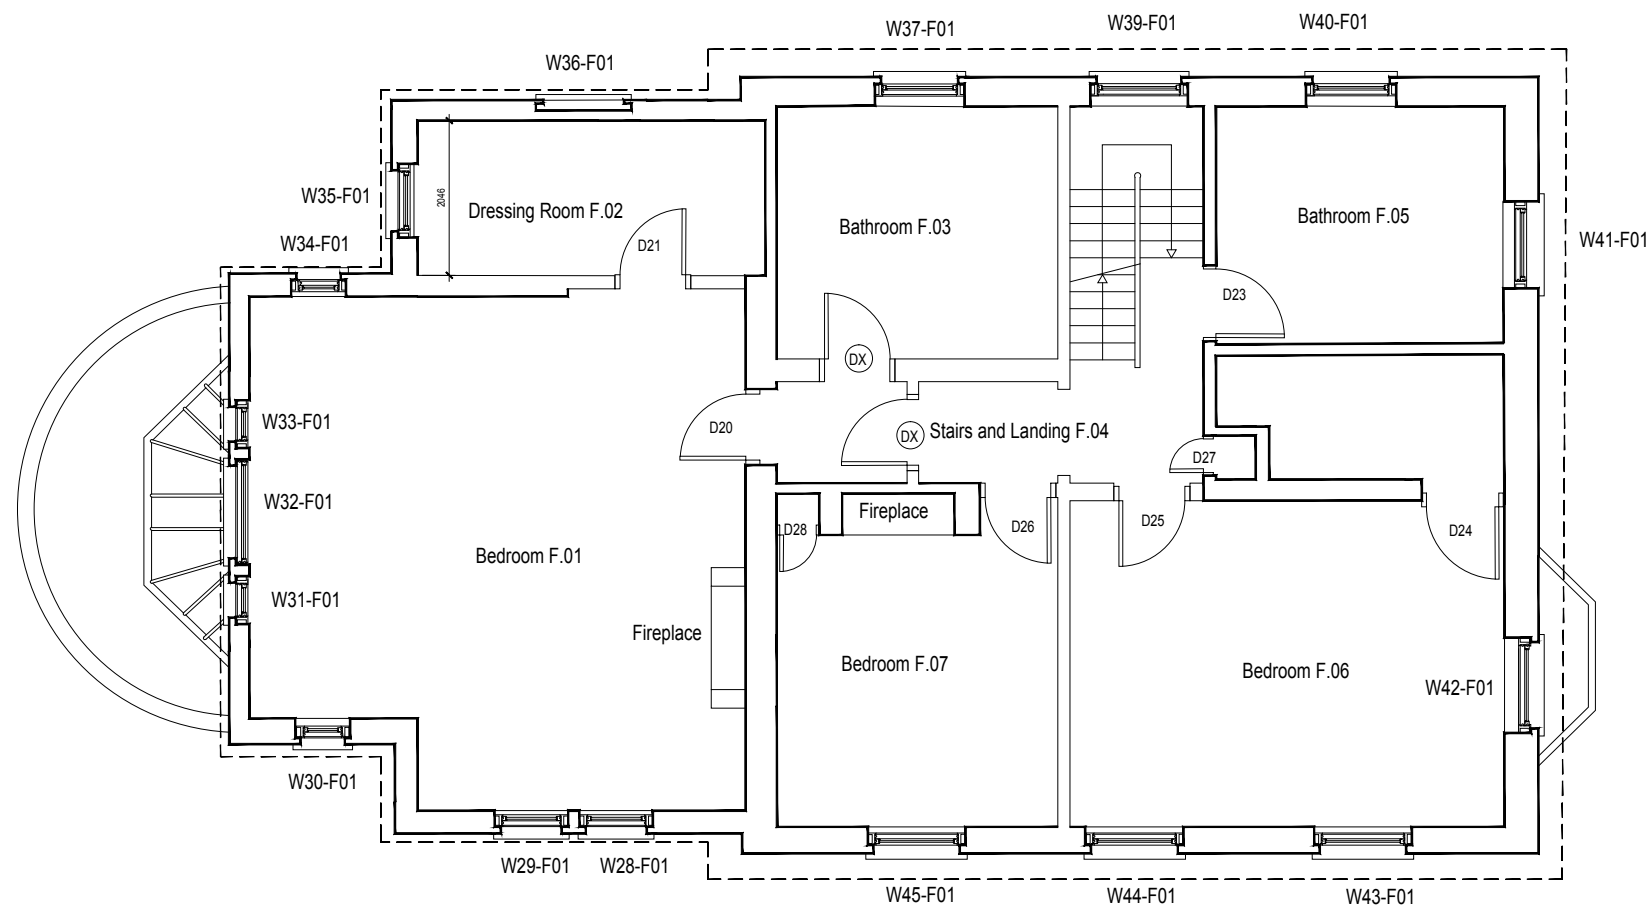 W39-F01
W40-F01
W37-F01
W36-F01
W35-F01
2046
Dressing Room F.02
Bathroom F.03
Bathroom F.05
W41-F01
W34-F01
D21
D23
DX
W33-F01
D20
DX
Stairs and Landing F.04
D27
W32-F01
Fireplace
D28
D26
D25
D24
Bedroom F.01
W31-F01
Fireplace
Bedroom F.07
Bedroom F.06
W42-F01
W30-F01
W29-F01
W28-F01
W45-F01
W44-F01
W43-F01